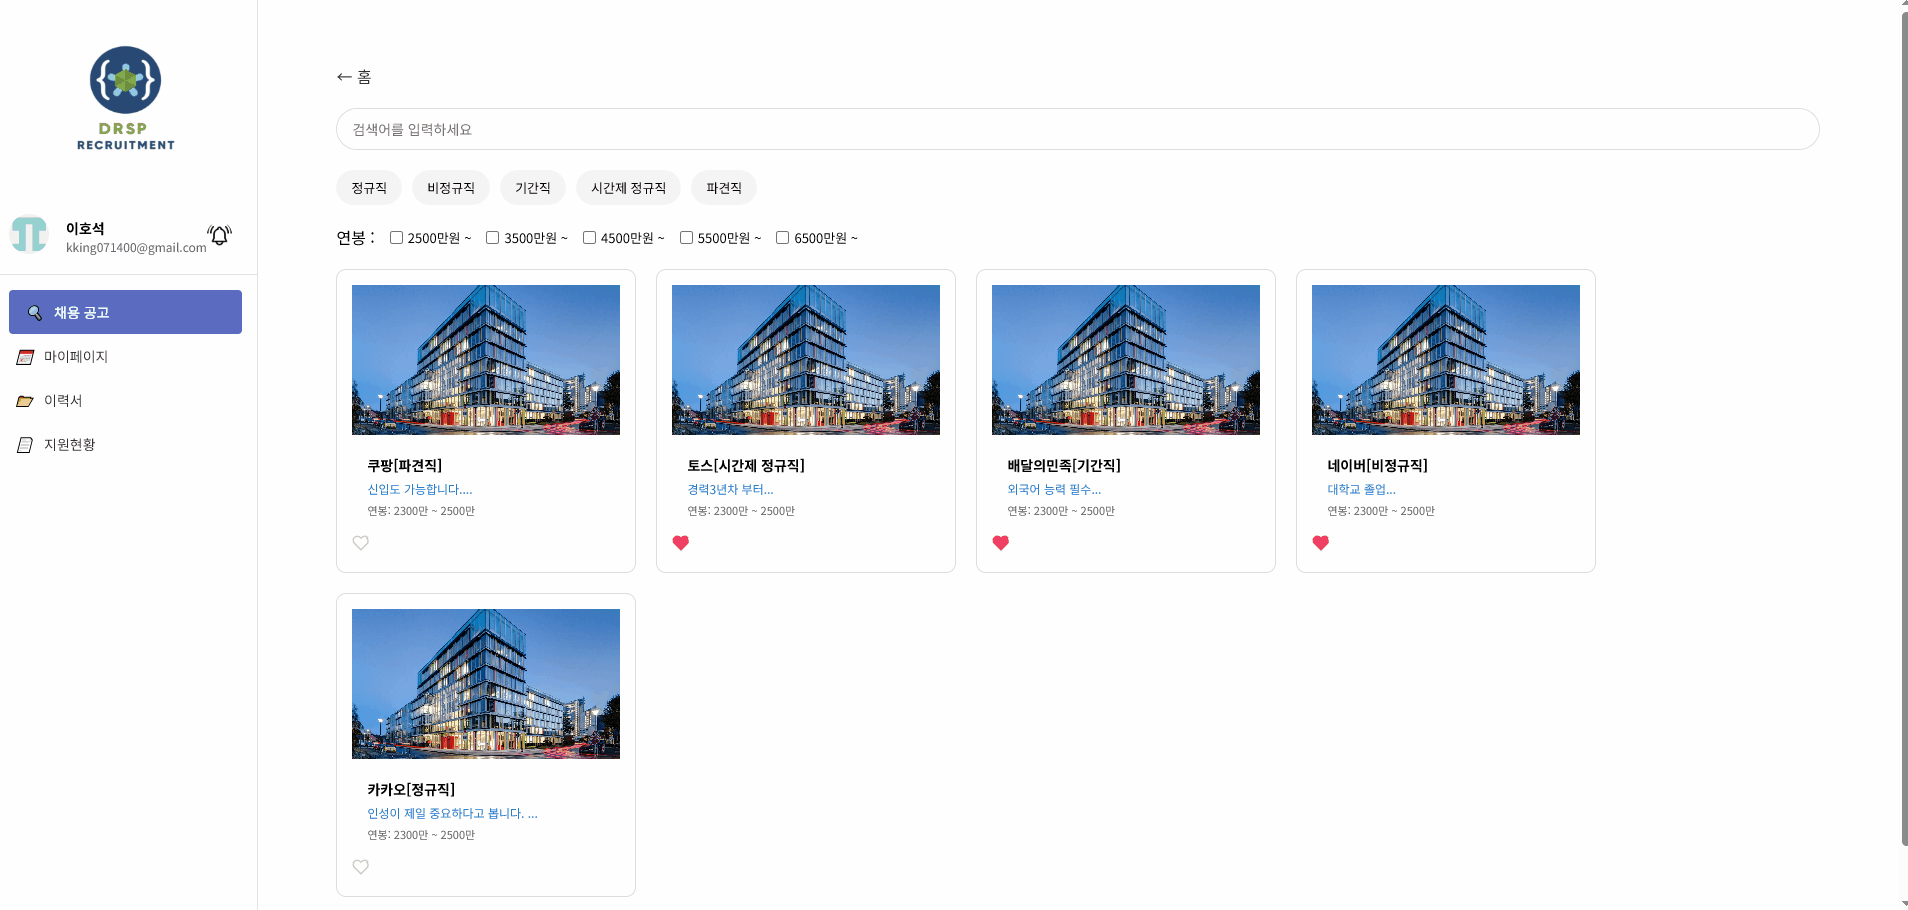 DRSP
RECRUITMENT
이호석
kking071400@gmail.com
채용 공고
마이페이지
이력서
지원현황
← 홈
검색어를 입력하세요
정규직 비정규직 기간직 시간제 정규직 파견직
연봉 : 2500만원 ~ 3500만원 ~ 4500만원 ~ 5500만원 ~ 6500만원 ~
쿠팡[파견직]
신입도 가능합니다....
연봉: 2300만 ~ 2500만
토스[시간제 정규직]
경력3년차 부터...
연봉: 2300만 ~ 2500만
배달의민족[기간직]
외국어 능력 필수...
연봉: 2300만 ~ 2500만
네이버[비정규직]
대학교 졸업...
연봉: 2300만 ~ 2500만
카카오[정규직]
인성이 제일 중요하다고 봅니다. ...
연봉: 2300만 ~ 2500만